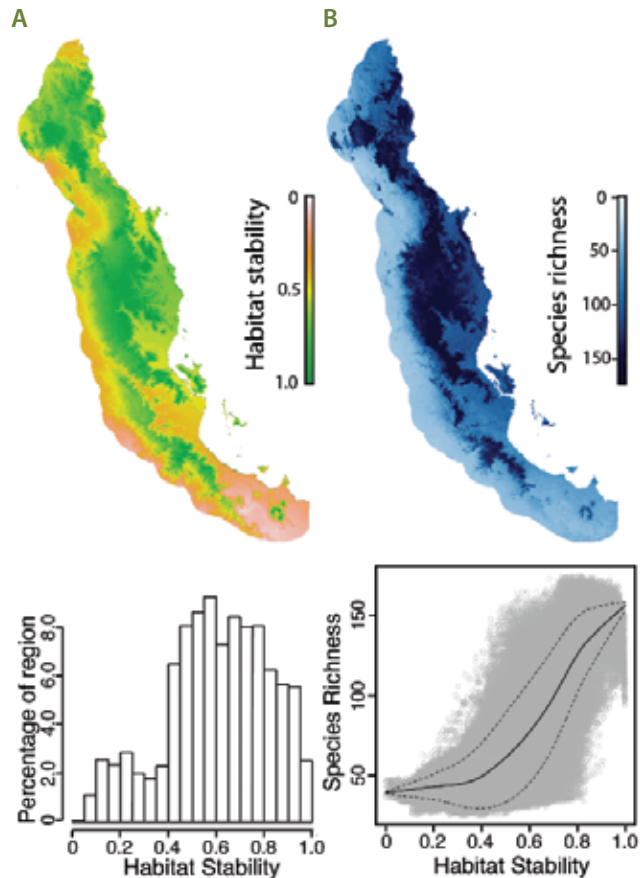 A
B
0
0.5
1.0
Habitat stability
0
50
100
150
Species richness
8.0
6.0
4.0
2.0
0
Percentage of region
0 0.2 0.4 0.6 0.8 1.0
Habitat Stability
150
100
50
Species Richness
0 0.2 0.4 0.6 0.8 1.0
Habitat Stability